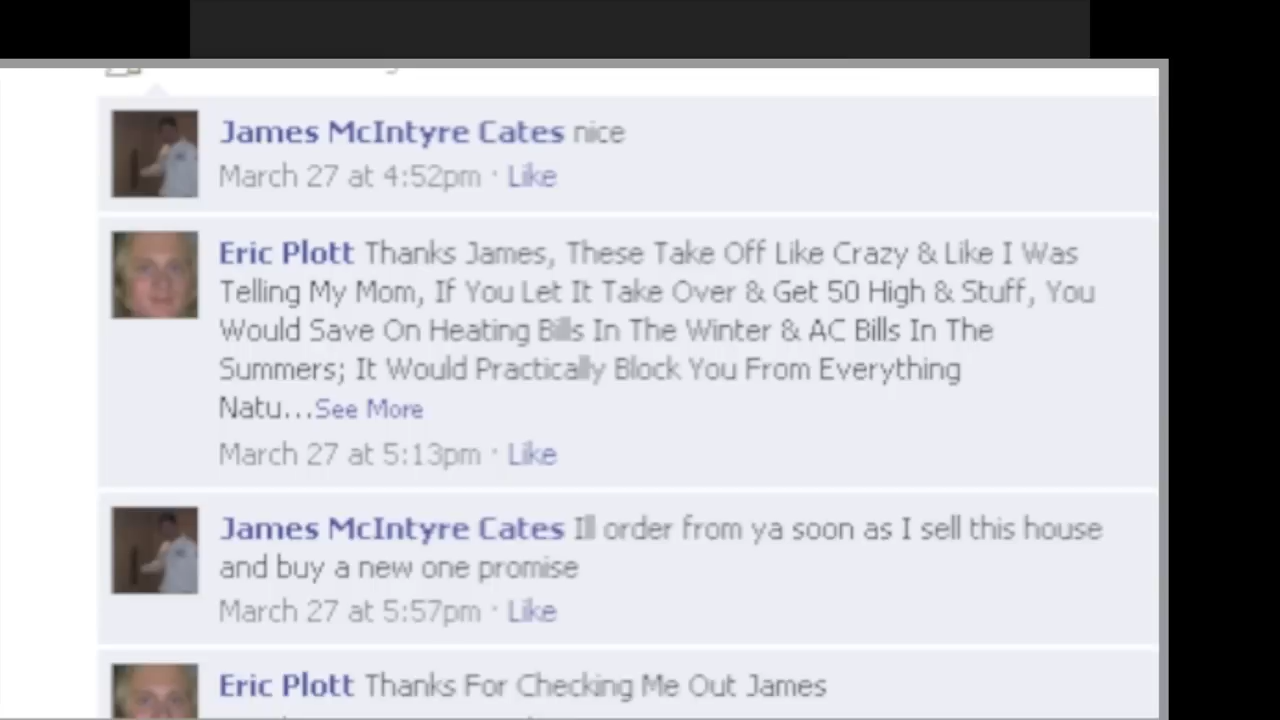 James McIntyre Cates nice
March 27 at 4:52pm · Like
Eric Plott Thanks James, These Take Off Like Crazy & Like I Was
Telling My Mom, If You Let It Take Over & Get 50 High & Stuff, You
Would Save On Heating Bills In The Winter & AC Bills In The
Summers; It Would Practically Block You From Everything
Natu...See More
March 27 at 5:13pm · Like
James McIntyre Cates Ill order from ya soon as I sell this house
and buy a new one promise
March 27 at 5:57pm · Like
Eric Plott Thanks For Checking Me Out James